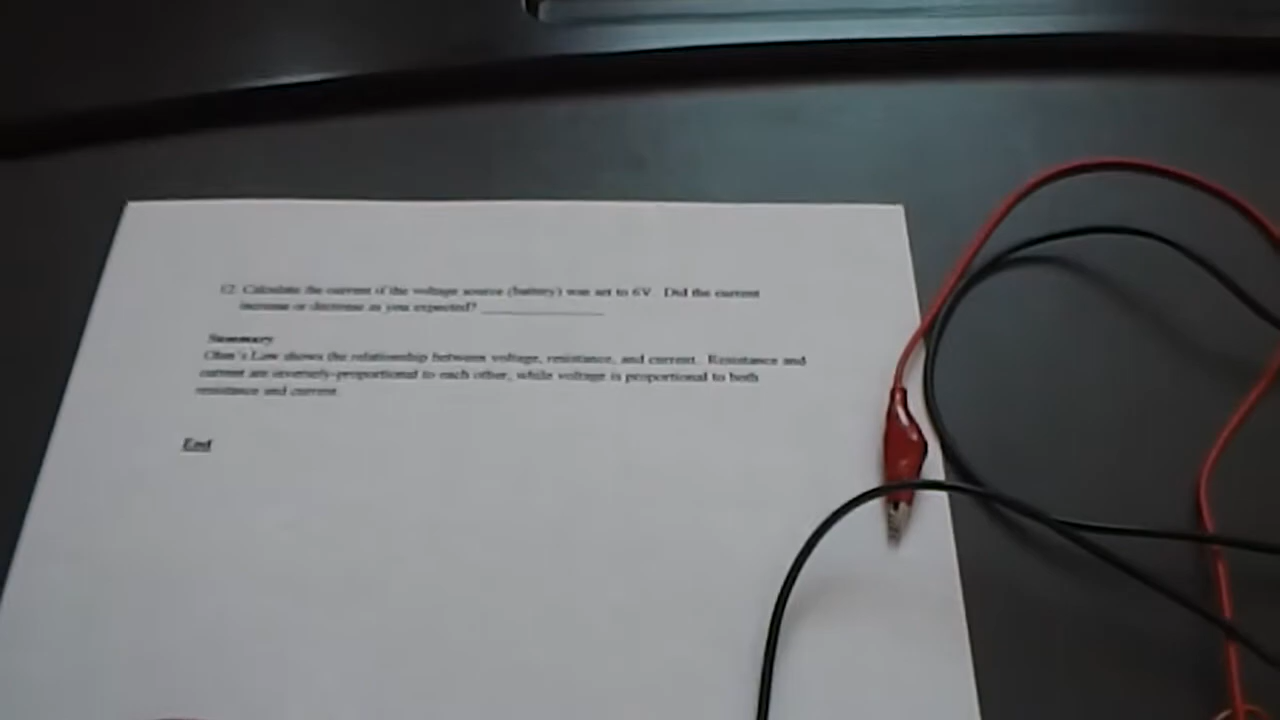 12. Calculate the current if the voltage source (battery) was set to 6V. Did the current
increase or decrease as you expected? ________________
Summary
Ohm's Law shows the relationship between voltage, resistance, and current. Resistance and
current are inversely-proportional to each other, while voltage is proportional to both
resistance and current.
End